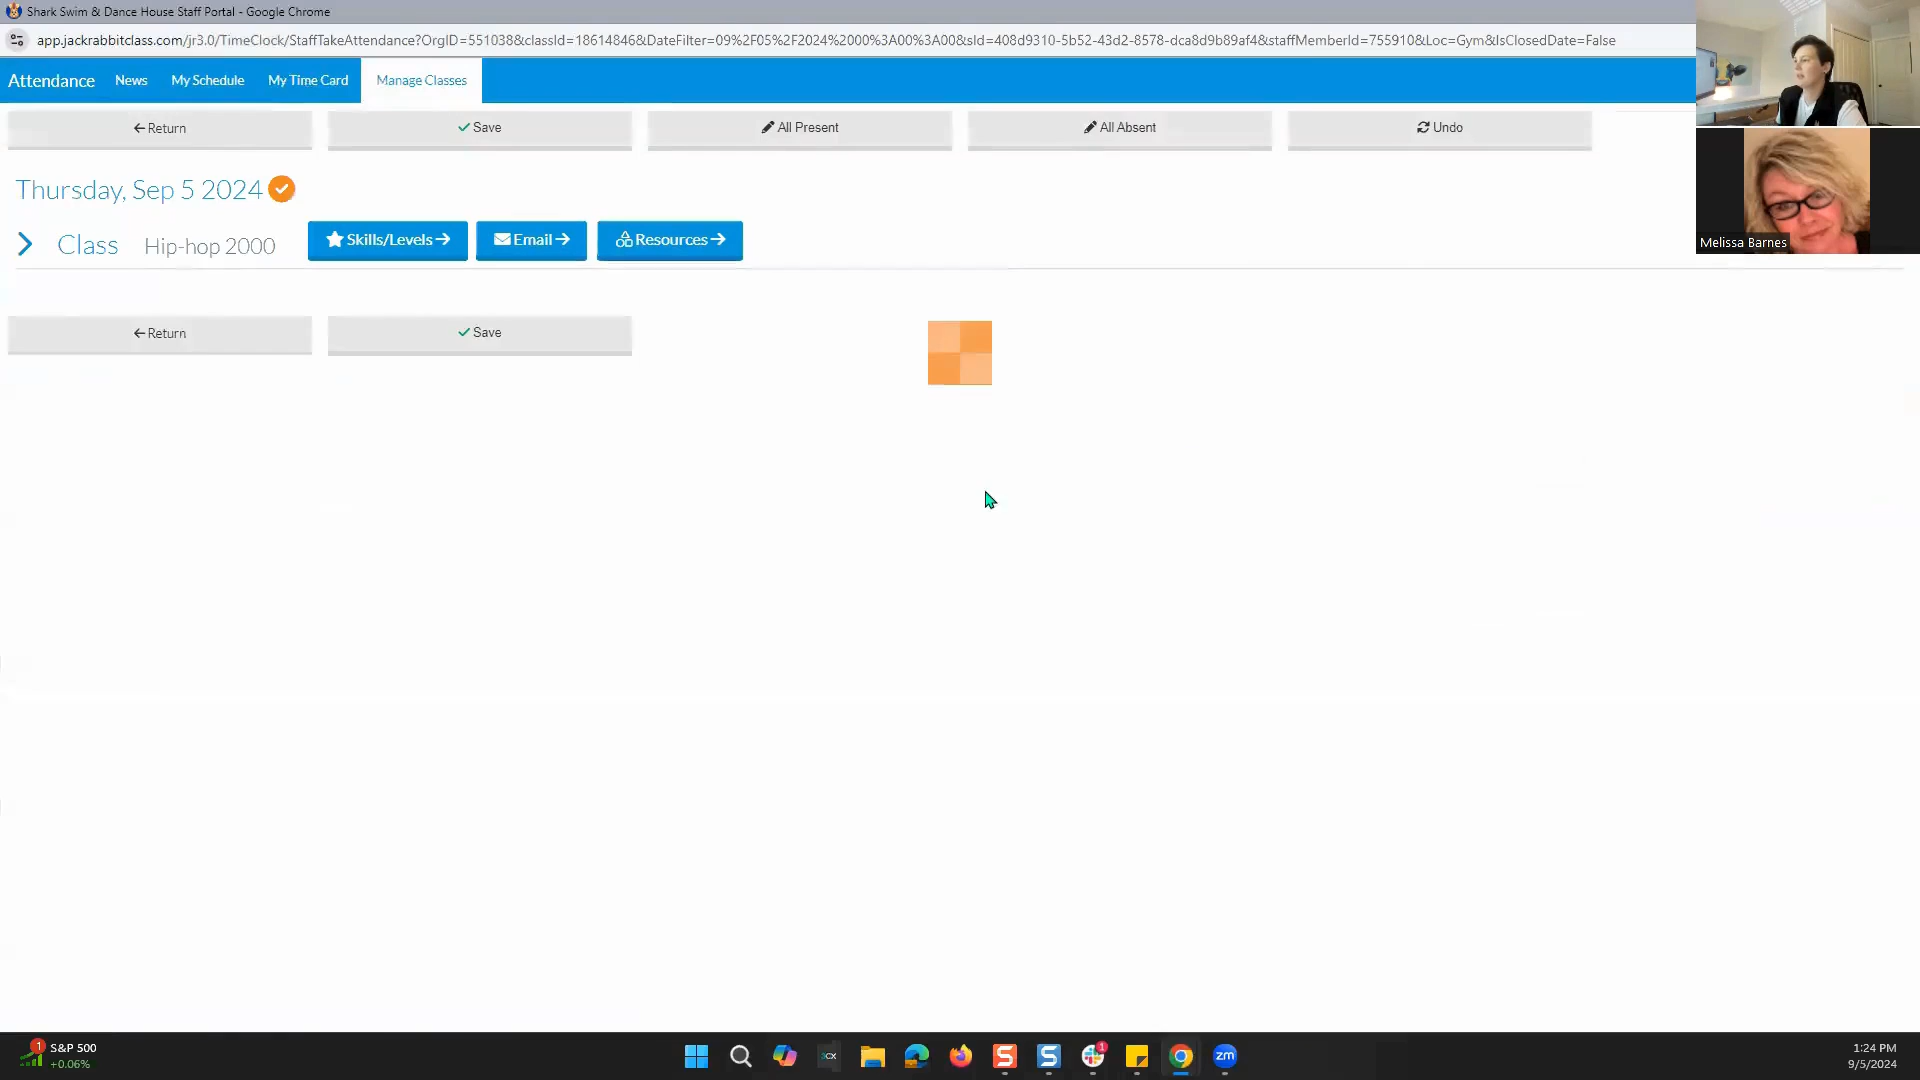 Shark Swim & Dance House Staff Portal - Google Chrome
app.jackrabbitclass.com/jr3.0/TimeClock/StaffTakeAttendance?OrgID=551038&classId=18614846&DateFilter=09%2F05%2F2024%2000%3A00%3A00&sId=408d9310-5b52-43d2-8578-dca8d9b89af4&staffMemberId=755910&Loc=Gym&IsClosedDate=False
Attendance News My Schedule My Time Card Manage Classes
Return Save All Present All Absent Undo
Thursday, Sep 5 2024
Class Hip-hop 2000 Skills/Levels Email Resources
Melissa Barnes
Return Save
1 S&P 500
+0.06%
CX
S S 1 zm
1:24 PM
9/5/2024